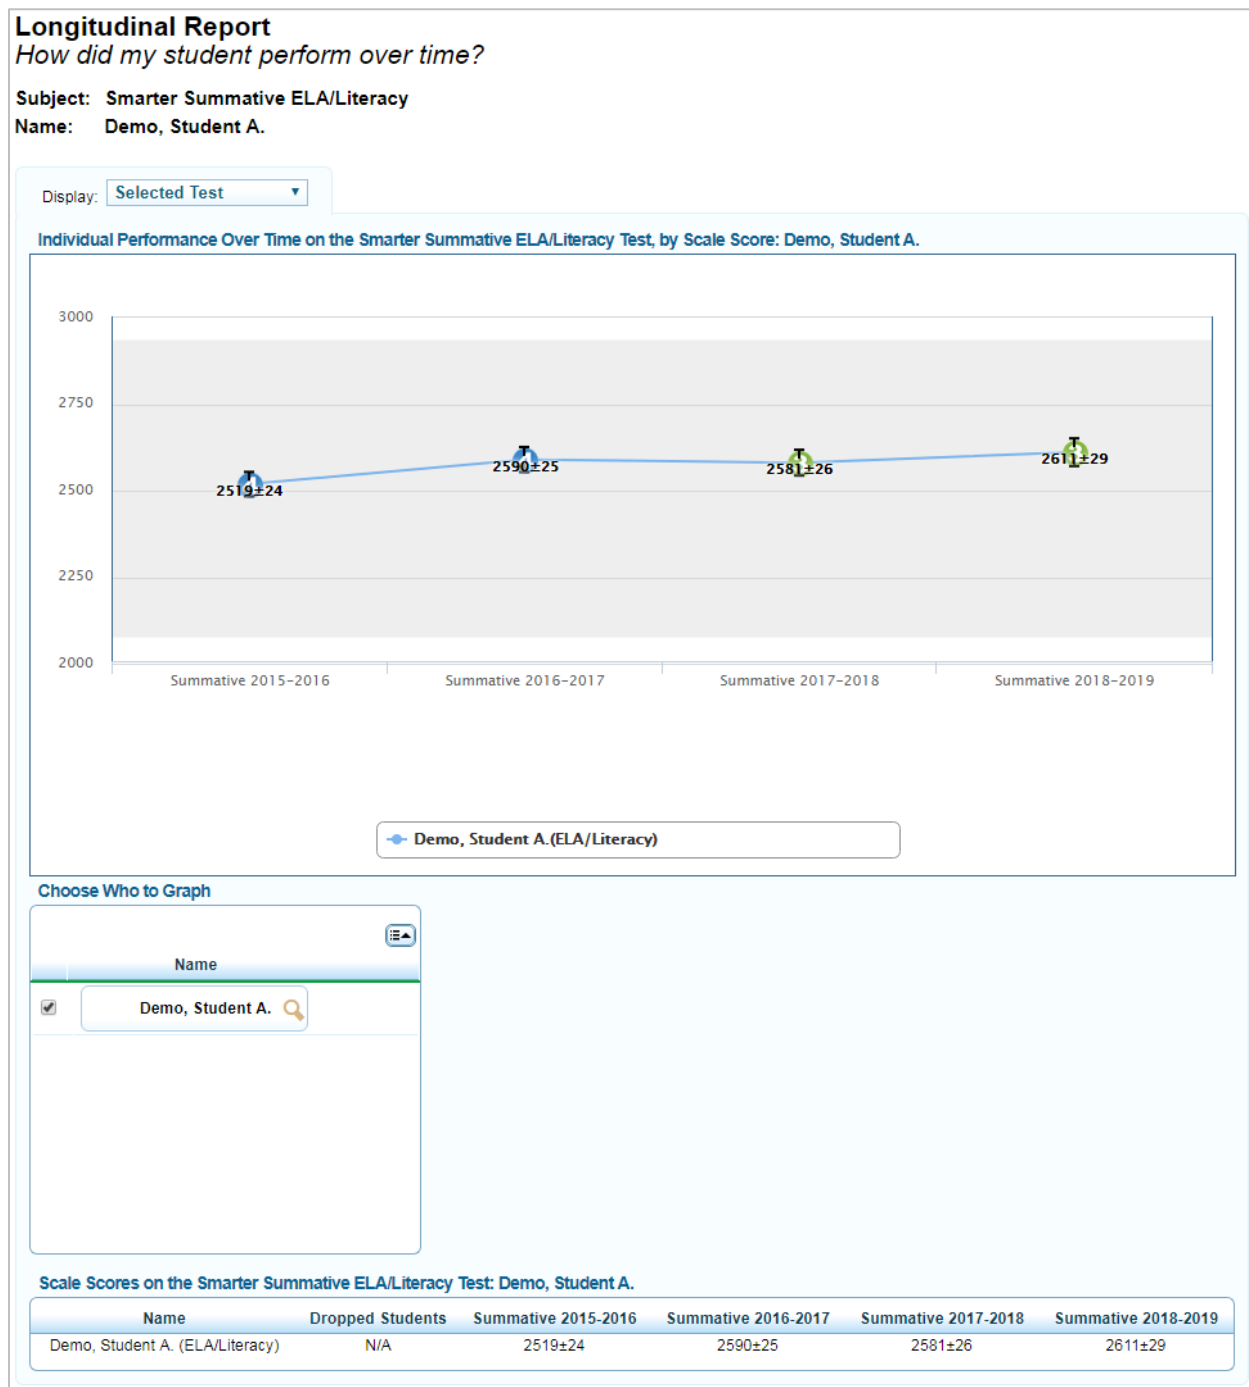 Longitudinal Report
How did my student perform over time?
Subject: Smarter Summative ELA/Literacy
Name: Demo, Student A.
Display: Selected Test
Individual Performance Over Time on the Smarter Summative ELA/Literacy Test, by Scale Score: Demo, Student A.
3000
2750
2500
2250
2000
2519±24
2590±25
2581±26
2611±29
Summative 2015-2016 Summative 2016-2017 Summative 2017-2018 Summative 2018-2019
Demo, Student A.(ELA/Literacy)
Choose Who to Graph
Name
Demo, Student A.
Scale Scores on the Smarter Summative ELA/Literacy Test: Demo, Student A.
Name Dropped Students Summative 2015-2016 Summative 2016-2017 Summative 2017-2018 Summative 2018-2019
Demo, Student A. (ELA/Literacy) N/A 2519±24 2590±25 2581±26 2611±29